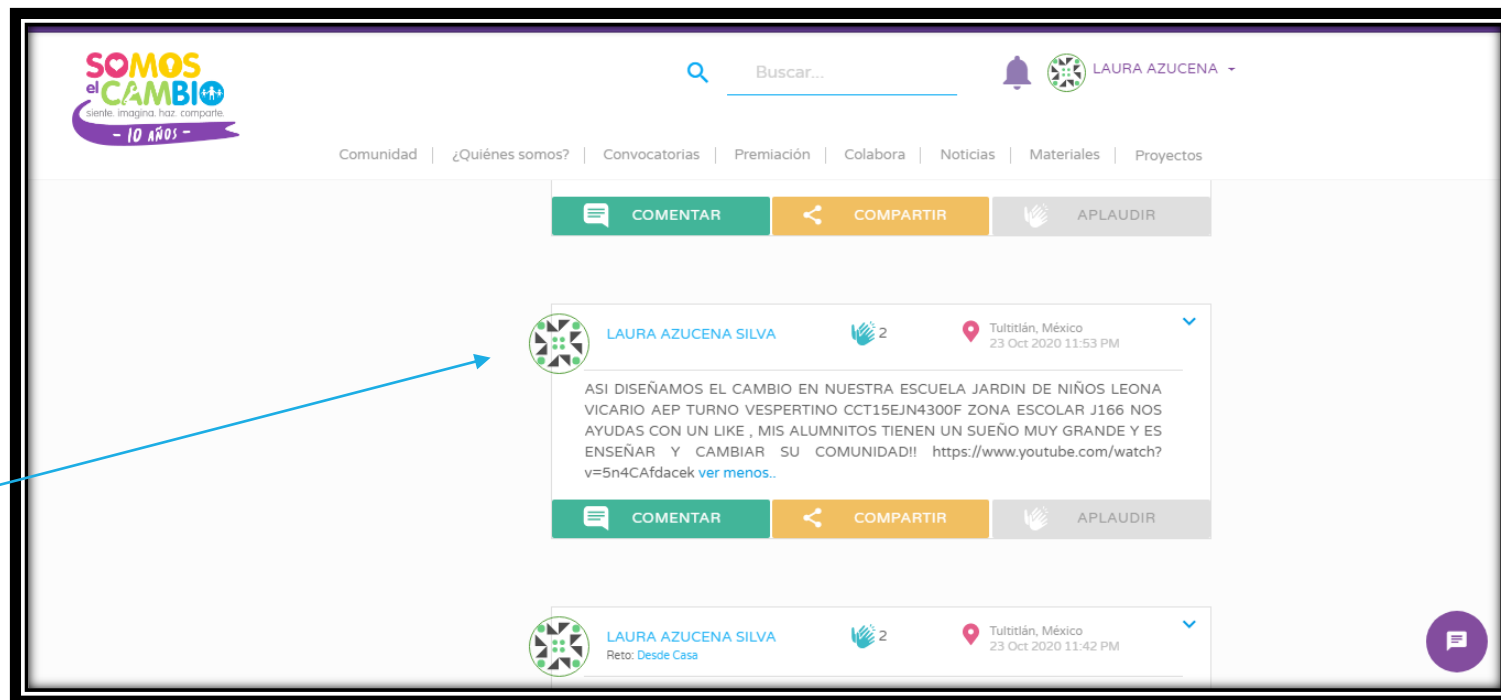 SOMOS
el CAMBIO
siente. imagina. haz. comparte.
- 10 AÑOS -
Buscar...
LAURA AZUCENA
Comunidad
¿Quiénes somos?
Convocatorias
Premiación
Colabora
Noticias
Materiales
Proyectos
COMENTAR
COMPARTIR
APLAUDIR
LAURA AZUCENA SILVA
2
Tultitlán, México
23 Oct 2020 11:53 PM
ASI DISEÑAMOS EL CAMBIO EN NUESTRA ESCUELA JARDIN DE NIÑOS LEONA
VICARIO AEP TURNO VESPERTINO CCT15EJN4300F ZONA ESCOLAR J166 NOS
AYUDAS CON UN LIKE , MIS ALUMNITOS TIENEN UN SUEÑO MUY GRANDE Y ES
ENSEÑAR Y CAMBIAR SU COMUNIDAD!! https://www.youtube.com/watch?
v=5n4CAfdacek ver menos..
COMENTAR
COMPARTIR
APLAUDIR
LAURA AZUCENA SILVA
Reto: Desde Casa
2
Tultitlán, México
23 Oct 2020 11:42 PM